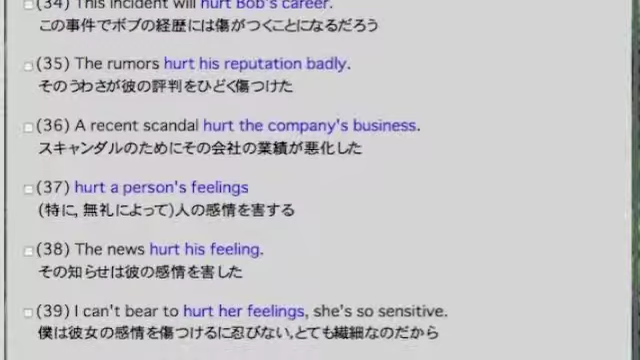 (34) This incident will hurt Bob's career.
この事件でボブの経歴には傷がつくことになるだろう
(35) The rumors hurt his reputation badly.
そのうわさが彼の評判をひどく傷つけた
(36) A recent scandal hurt the company's business.
スキャンダルのためにその会社の業績が悪化した
(37) hurt a person's feelings
(特に, 無礼によって)人の感情を害する
(38) The news hurt his feeling.
その知らせは彼の感情を害した
(39) I can't bear to hurt her feelings, she's so sensitive.
僕は彼女の感情を傷つけるに忍びない,とても繊細なのだから